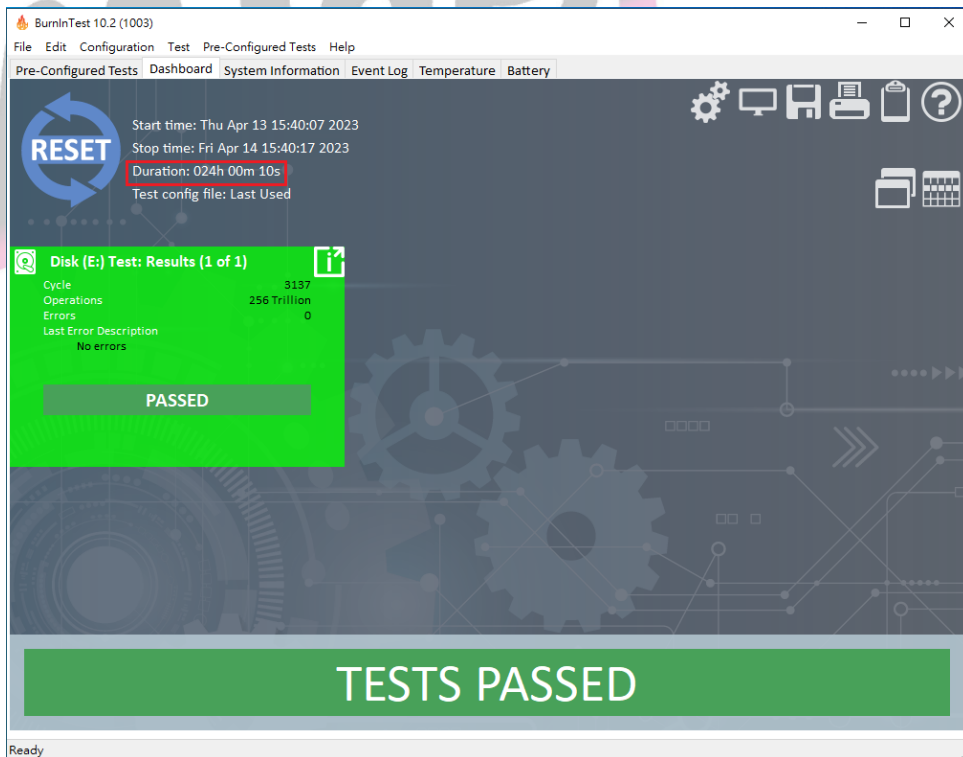 BurnInTest 10.2 (1003)
File Edit Configuration Test Pre-Configured Tests Help
Pre-Configured Tests Dashboard System Information Event Log Temperature Battery
RESET
Start time: Thu Apr 13 15:40:07 2023
Stop time: Fri Apr 14 15:40:17 2023
Duration: 024h 00m 10s
Test config file: Last Used
Disk (E:) Test: Results (1 of 1)
Cycle 3137
Operations 256 Trillion
Errors 0
Last Error Description
No errors
PASSED
TESTS PASSED
Ready